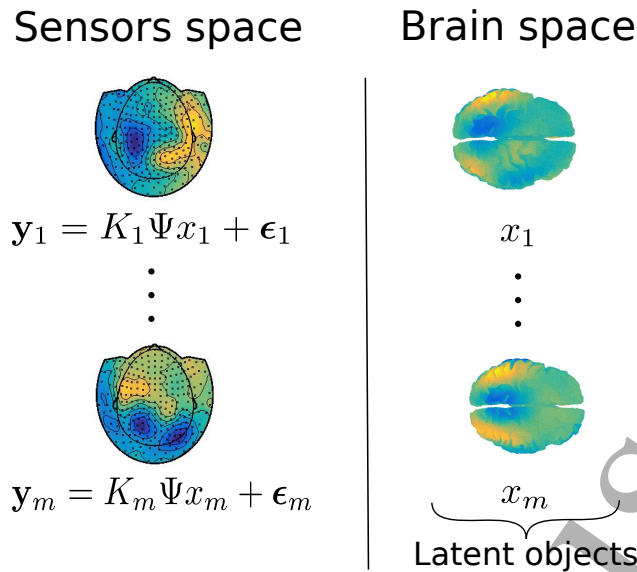 Sensors space
Brain space
𝐲₁ = K₁Ψx₁ + 𝛜₁
x₁
𝐲ₘ = KₘΨxₘ + 𝛜ₘ
xₘ
Latent objects